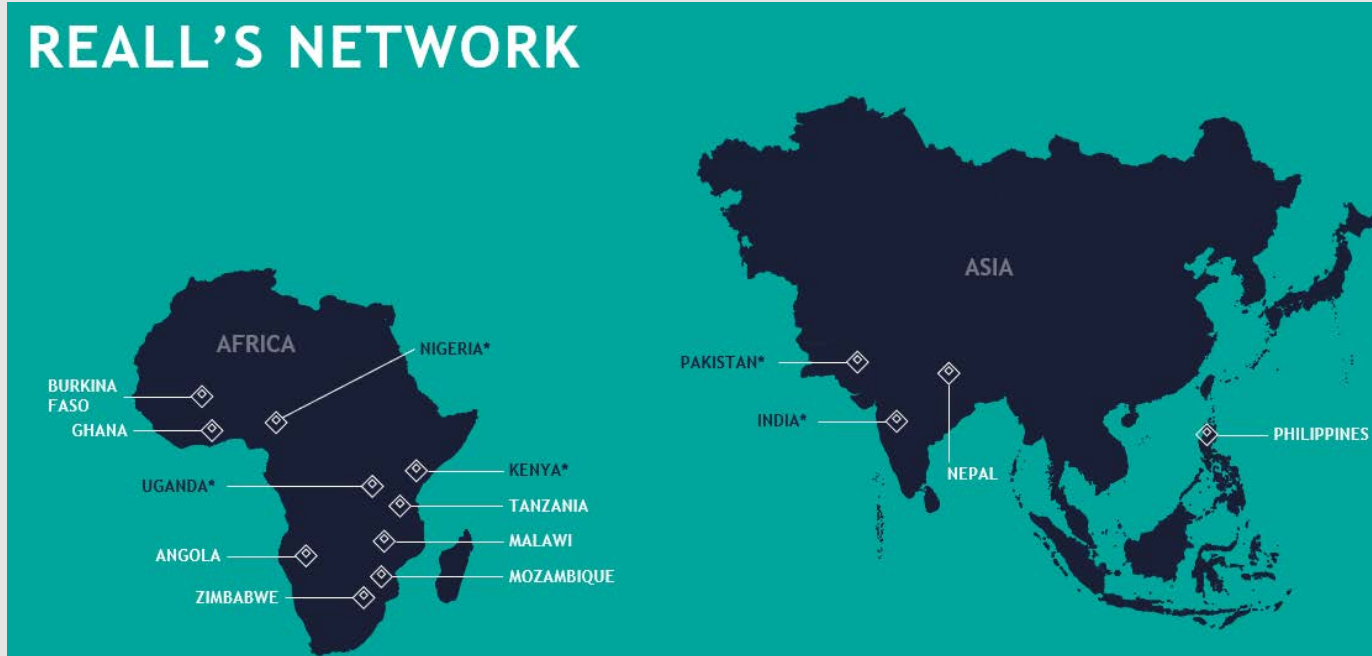 REALL'S NETWORK
AFRICA
NIGERIA*
BURKINA
FASO
GHANA
UGANDA*
KENYA*
TANZANIA
ANGOLA
MALAWI
MOZAMBIQUE
ZIMBABWE
ASIA
PAKISTAN*
INDIA*
NEPAL
PHILIPPINES